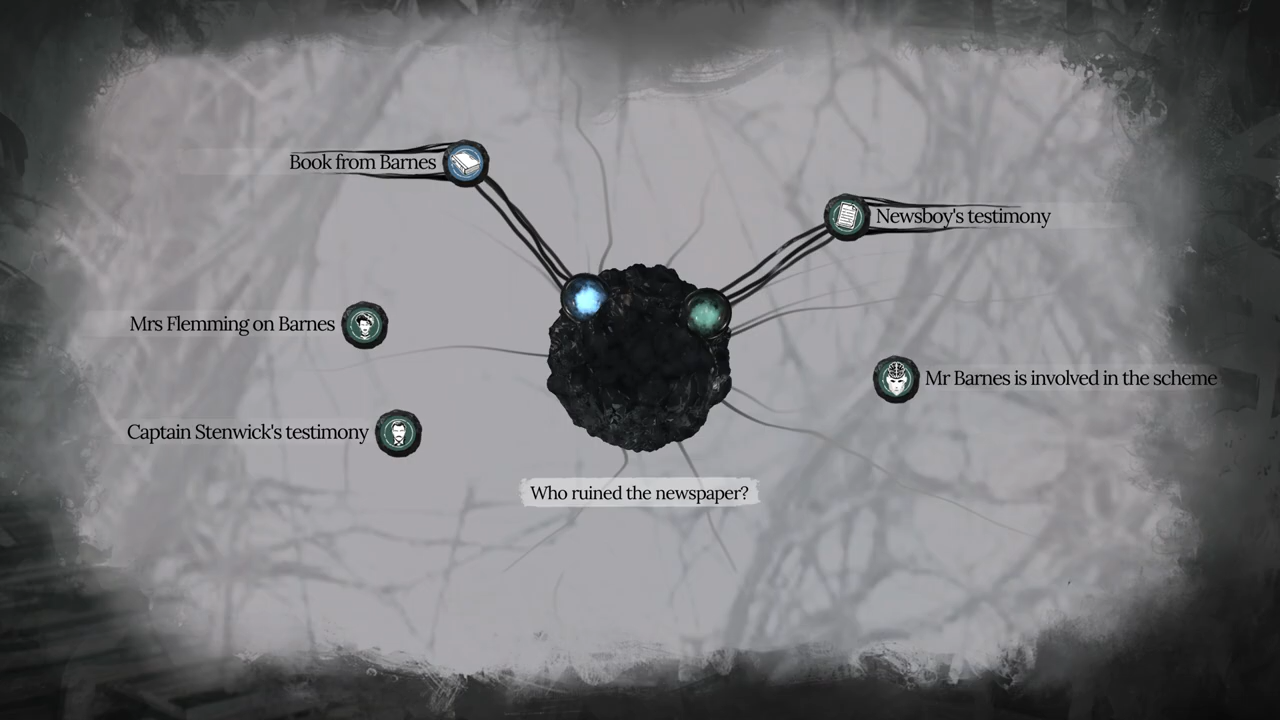 Book from Barnes
Newsboy's testimony
Mrs Flemming on Barnes
Mr Barnes is involved in the scheme
Captain Stenwick's testimony
Who ruined the newspaper?